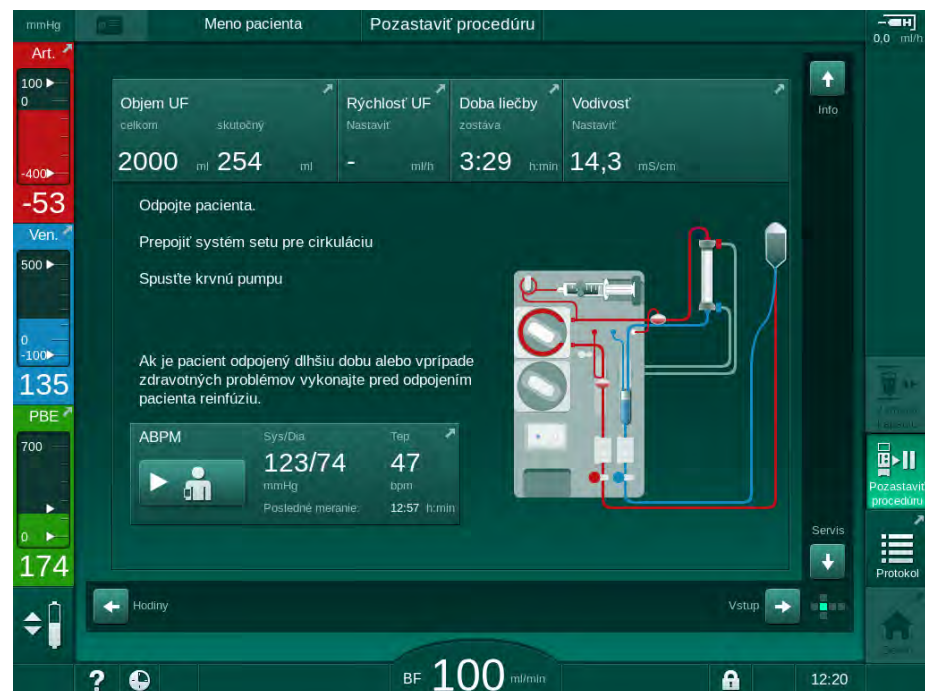 mmHg
Meno pacienta
Pozastaviť procedúru
0,0 ml/h
Art.
100
0
-400
-53
Ven.
500
0
-100
135
PBE
700
0
174
Info
Objem UF
celkom skutočný
2000 ml 254 ml
Rýchlosť UF
Nastaviť
- ml/h
Doba liečby
zostáva
3:29 h:min
Vodivosť
Nastaviť
14,3 mS/cm
Odpojte pacienta.
Prepojiť systém setu pre cirkuláciu
Spusťte krvnú pumpu
Ak je pacient odpojený dlhšiu dobu alebo vprípade
zdravotných problémov vykonajte pred odpojením
pacienta reinfúziu.
ABPM
Sys/Dia Tep
123/74 47
mmHg bpm
Posledné meranie: 12:57 h:min
Servis
Pozastaviť
procedúru
Protokol
Hodiny
Vstup
? BF 100 ml/min 12:20